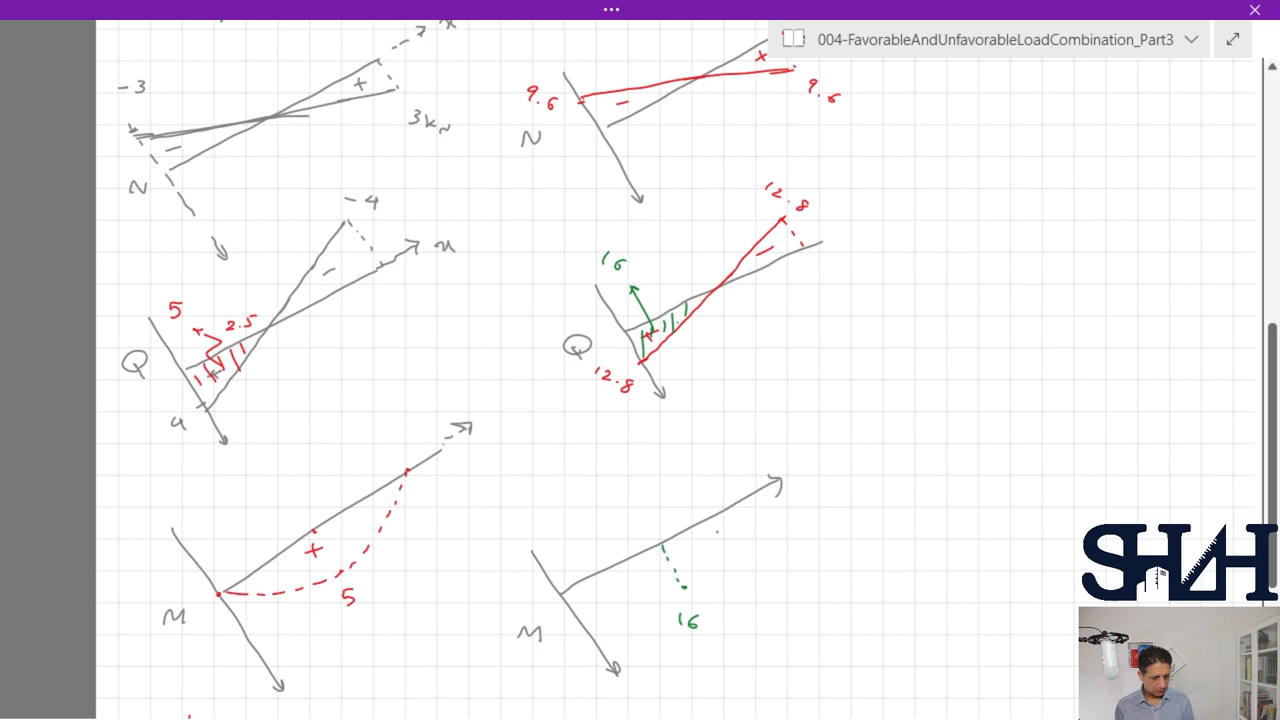 004-FavorableAndUnfavorableLoadCombination_Part3
-3
+
3kN
-
N
9.6
-
+
9.6
N
-4
-
x
5
2.5
+
Q
4
12.8
-
16
+
Q
12.8
+
5
M
16
M
SHAH